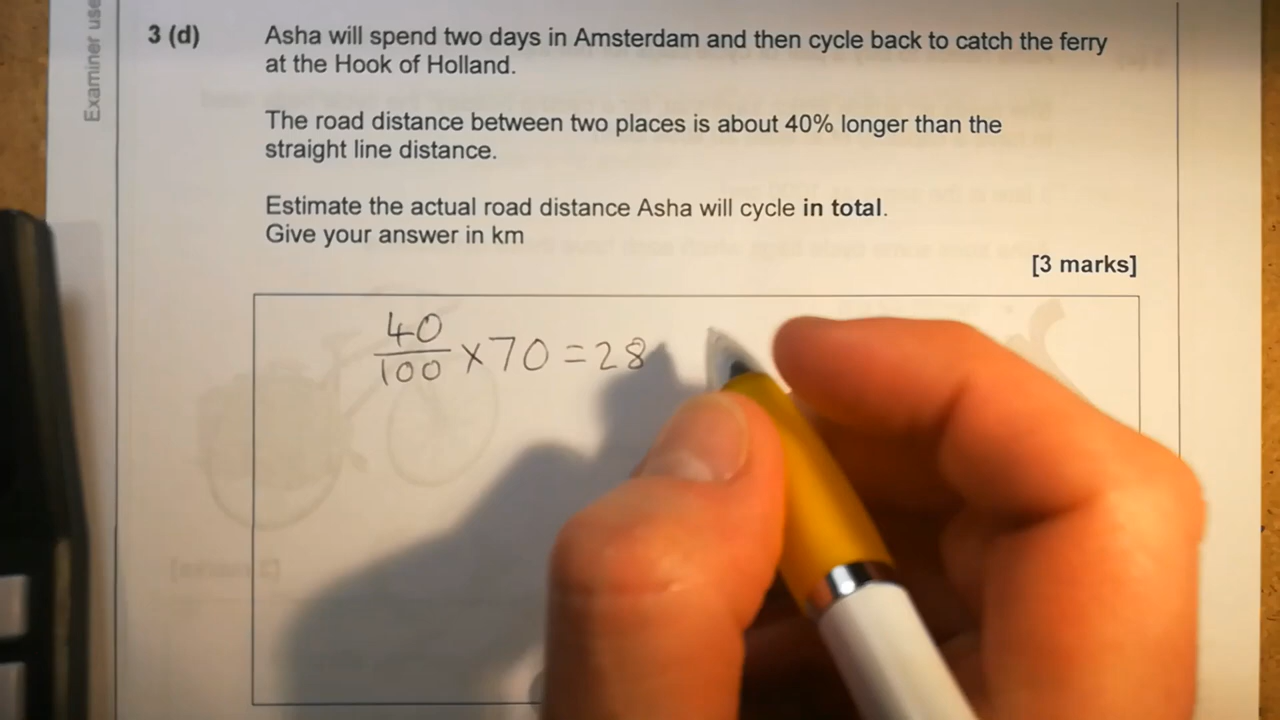 Examiner use
3 (d) Asha will spend two days in Amsterdam and then cycle back to catch the ferry
at the Hook of Holland.
The road distance between two places is about 40% longer than the
straight line distance.
Estimate the actual road distance Asha will cycle in total.
Give your answer in km
[3 marks]
40/100 × 70 = 28